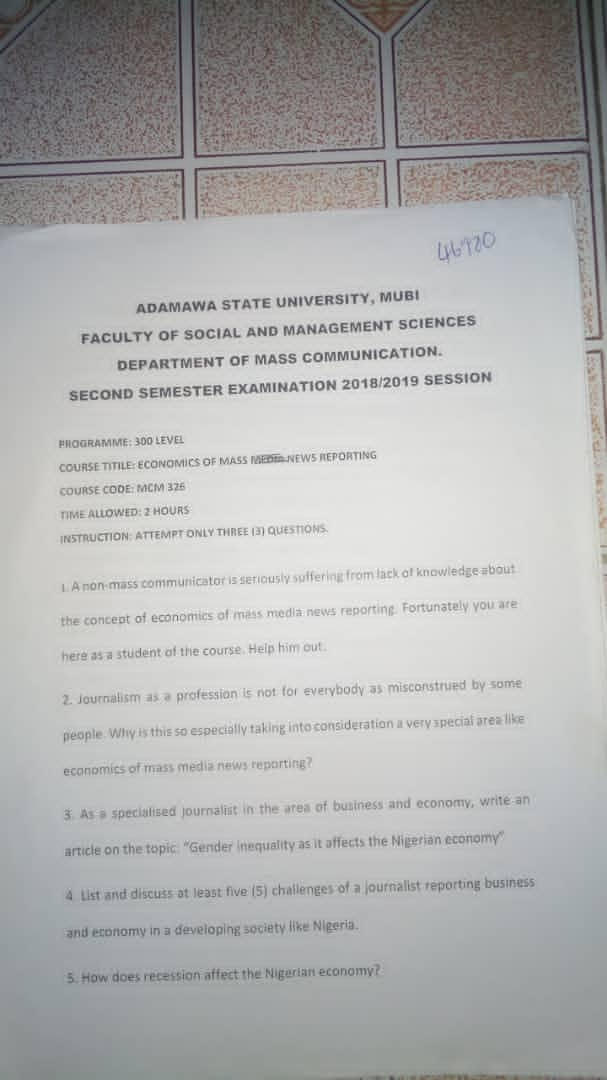 46920
ADAMAWA STATE UNIVERSITY, MUBI
FACULTY OF SOCIAL AND MANAGEMENT SCIENCES
DEPARTMENT OF MASS COMMUNICATION.
SECOND SEMESTER EXAMINATION 2018/2019 SESSION
PROGRAMME: 300 LEVEL
COURSE TITILE: ECONOMICS OF MASS MEDIA NEWS REPORTING
COURSE CODE: MCM 326
TIME ALLOWED: 2 HOURS
INSTRUCTION: ATTEMPT ONLY THREE (3) QUESTIONS.
1. A non-mass communicator is seriously suffering from lack of knowledge about
the concept of economics of mass media news reporting. Fortunately you are
here as a student of the course. Help him out.
2. Journalism as a profession is not for everybody as misconstrued by some
people. Why is this so especially taking into consideration a very special area like
economics of mass media news reporting?
3. As a specialised journalist in the area of business and economy, write an
article on the topic: "Gender inequality as it affects the Nigerian economy"
4. List and discuss at least five (5) challenges of a journalist reporting business
and economy in a developing society like Nigeria.
5. How does recession affect the Nigerian economy?